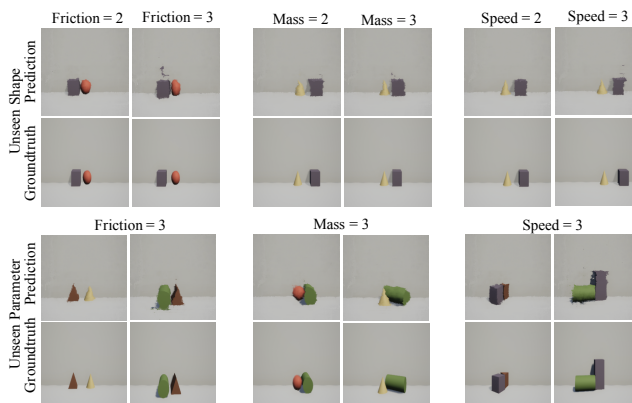 Friction = 2 Friction = 3 Mass = 2 Mass = 3 Speed = 2 Speed = 3
Unseen Shape
Prediction
Groundtruth
Friction = 3 Mass = 3 Speed = 3
Unseen Parameter
Prediction
Groundtruth